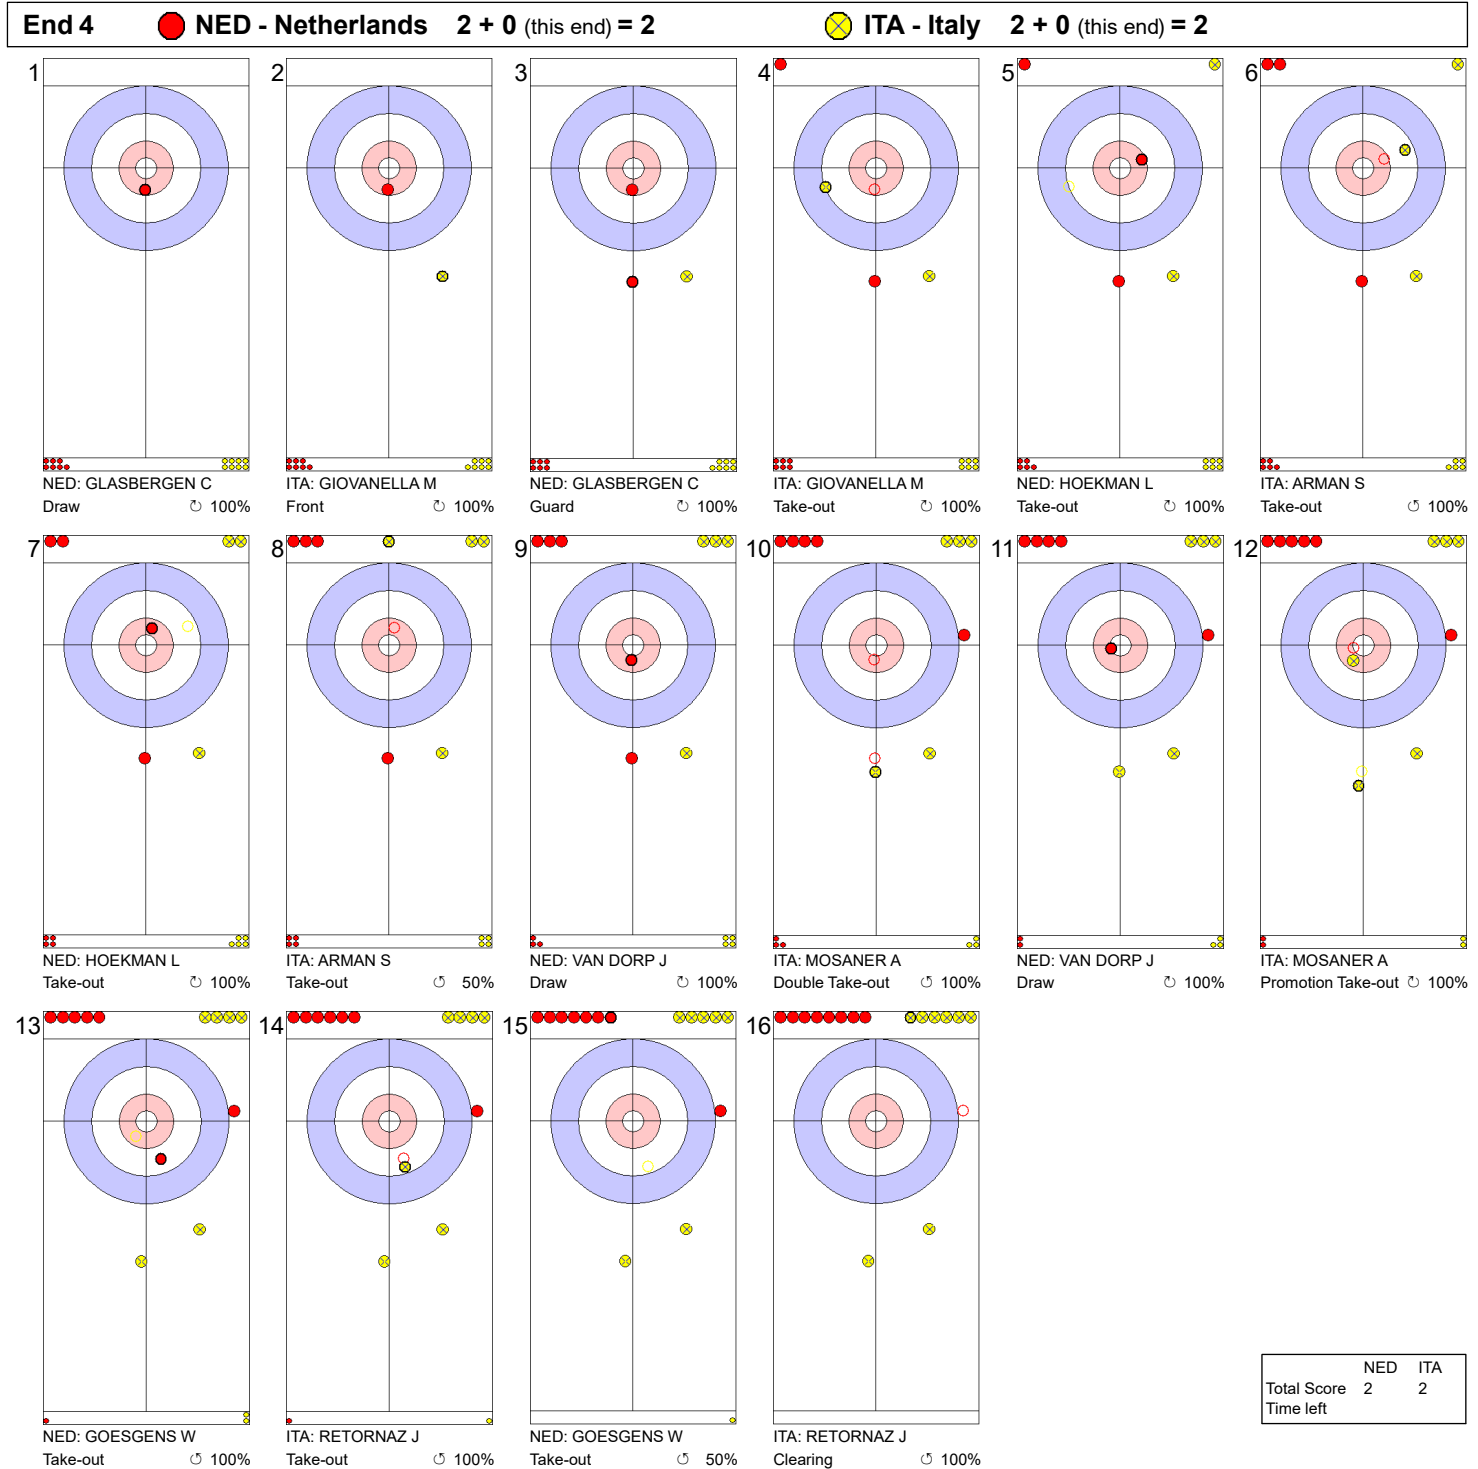 End 4 NED - Netherlands 2 + 0 (this end) = 2 ITA - Italy 2 + 0 (this end) = 2
1 2 3 4 5 6
NED: GLASBERGEN C ITA: GIOVANELLA M NED: GLASBERGEN C ITA: GIOVANELLA M NED: HOEKMAN L ITA: ARMAN S
Draw ↻ 100% Front ↻ 100% Guard ↻ 100% Take-out ↻ 100% Take-out ↻ 100% Take-out ↺ 100%
7 8 9 10 11 12
NED: HOEKMAN L ITA: ARMAN S NED: VAN DORP J ITA: MOSANER A NED: VAN DORP J ITA: MOSANER A
Take-out ↻ 100% Take-out ↺ 50% Draw ↻ 100% Double Take-out ↺ 100% Draw ↻ 100% Promotion Take-out ↻ 100%
13 14 15 16
NED: GOESGENS W ITA: RETORNAZ J NED: GOESGENS W ITA: RETORNAZ J
Take-out ↺ 100% Take-out ↺ 100% Take-out ↺ 50% Clearing ↺ 100%
NED ITA
Total Score 2 2
Time left